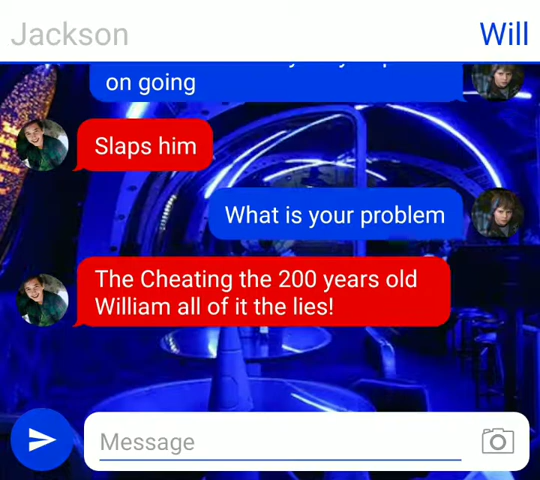 Jackson
Will
on going
Slaps him
What is your problem
The Cheating the 200 years old
William all of it the lies!
Message